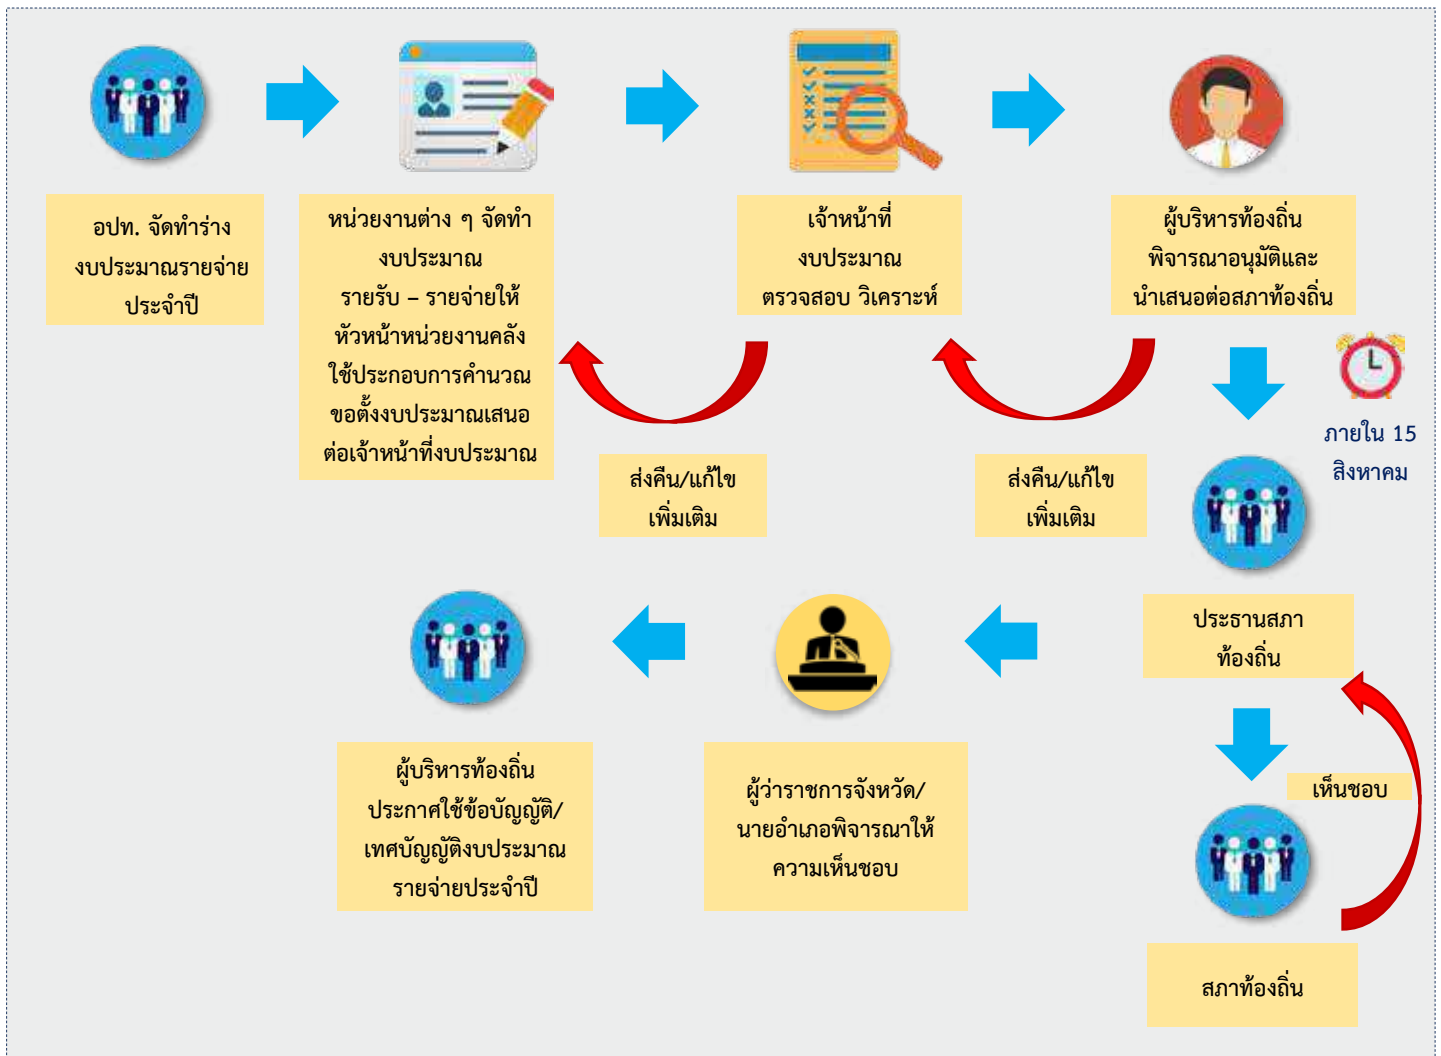 อปท. จัดทำร่าง
งบประมาณรายจ่าย
ประจำปี
หน่วยงานต่าง ๆ จัดทำ
งบประมาณ
รายรับ – รายจ่ายให้
หัวหน้าหน่วยงานคลัง
ใช้ประกอบการคำนวณ
ขอตั้งงบประมาณเสนอ
ต่อเจ้าหน้าที่งบประมาณ
เจ้าหน้าที่
งบประมาณ
ตรวจสอบ วิเคราะห์
ผู้บริหารท้องถิ่น
พิจารณาอนุมัติและ
นำเสนอต่อสภาท้องถิ่น
ภายใน 15
สิงหาคม
ส่งคืน/แก้ไข
เพิ่มเติม
ส่งคืน/แก้ไข
เพิ่มเติม
ประธานสภา
ท้องถิ่น
เห็นชอบ
สภาท้องถิ่น
ผู้ว่าราชการจังหวัด/
นายอำเภอพิจารณาให้
ความเห็นชอบ
ผู้บริหารท้องถิ่น
ประกาศใช้ข้อบัญญัติ/
เทศบัญญัติงบประมาณ
รายจ่ายประจำปี